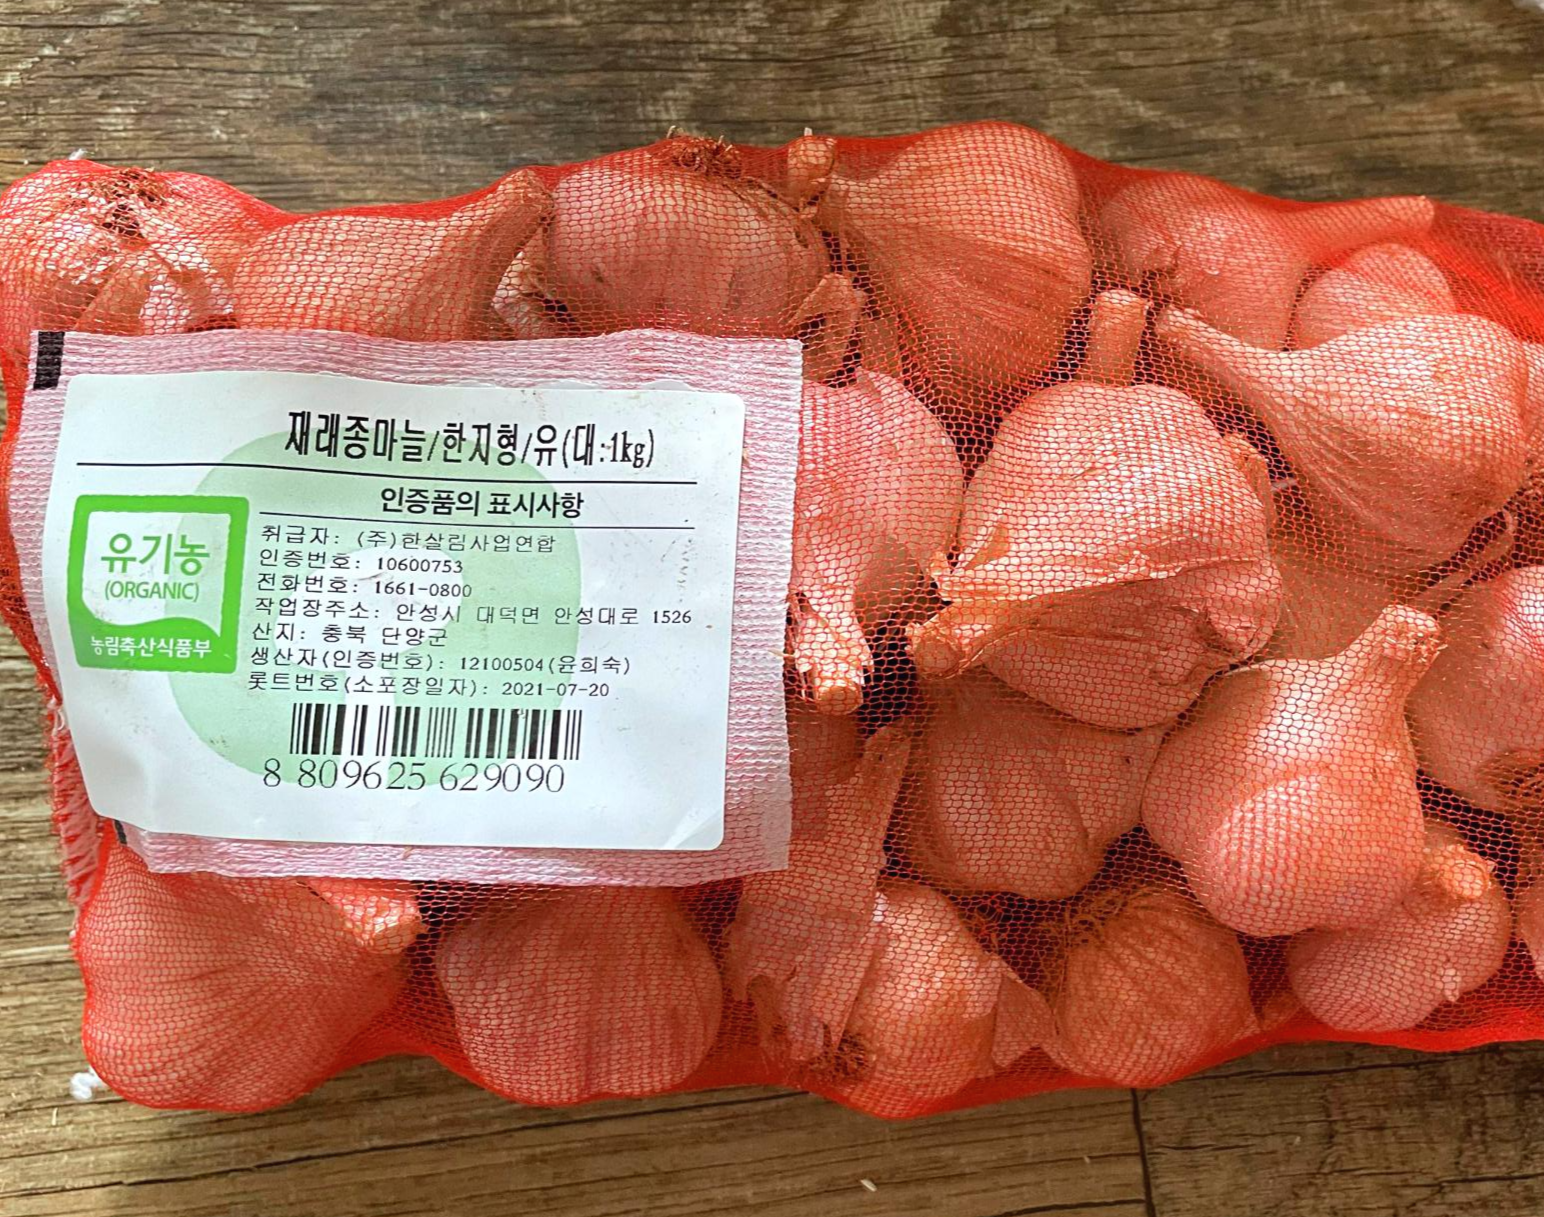 재래종마늘/한지형/유(대:1kg)
인증품의 표시사항
유기농
(ORGANIC)
농림축산식품부
취급자: (주)한살림사업연합
인증번호: 10600753
전화번호: 1661-0800
작업장주소: 안성시 대덕면 안성대로 1526
산지: 충북 단양군
생산자(인증번호): 12100504(윤희숙)
롯트번호(소포장일자): 2021-07-20
8 809625 629090